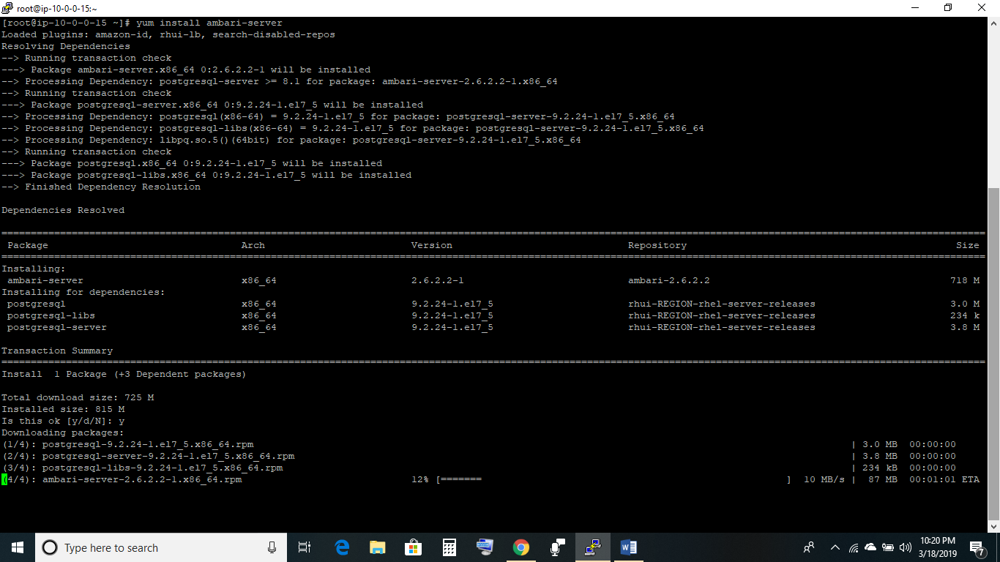 root@ip-10-0-0-15:~
[root@ip-10-0-0-15 ~]# yum install ambari-server
Loaded plugins: amazon-id, rhui-lb, search-disabled-repos
Resolving Dependencies
--> Running transaction check
---> Package ambari-server.x86_64 0:2.6.2.2-1 will be installed
--> Processing Dependency: postgresql-server >= 8.1 for package: ambari-server-2.6.2.2-1.x86_64
--> Running transaction check
---> Package postgresql-server.x86_64 0:9.2.24-1.el7_5 will be installed
--> Processing Dependency: postgresql(x86-64) = 9.2.24-1.el7_5 for package: postgresql-server-9.2.24-1.el7_5.x86_64
--> Processing Dependency: postgresql-libs(x86-64) = 9.2.24-1.el7_5 for package: postgresql-server-9.2.24-1.el7_5.x86_64
--> Processing Dependency: libpq.so.5()(64bit) for package: postgresql-server-9.2.24-1.el7_5.x86_64
--> Running transaction check
---> Package postgresql.x86_64 0:9.2.24-1.el7_5 will be installed
---> Package postgresql-libs.x86_64 0:9.2.24-1.el7_5 will be installed
--> Finished Dependency Resolution
Dependencies Resolved
Package Arch Version Repository Size
Installing:
ambari-server x86_64 2.6.2.2-1 ambari-2.6.2.2 718 M
Installing for dependencies:
postgresql x86_64 9.2.24-1.el7_5 rhui-REGION-rhel-server-releases 3.0 M
postgresql-libs x86_64 9.2.24-1.el7_5 rhui-REGION-rhel-server-releases 234 k
postgresql-server x86_64 9.2.24-1.el7_5 rhui-REGION-rhel-server-releases 3.8 M
Transaction Summary
Install 1 Package (+3 Dependent packages)
Total download size: 725 M
Installed size: 815 M
Is this ok [y/d/N]: y
Downloading packages:
(1/4): postgresql-9.2.24-1.el7_5.x86_64.rpm | 3.0 MB 00:00:00
(2/4): postgresql-server-9.2.24-1.el7_5.x86_64.rpm | 3.8 MB 00:00:00
(3/4): postgresql-libs-9.2.24-1.el7_5.x86_64.rpm | 234 kB 00:00:00
(4/4): ambari-server-2.6.2.2-1.x86_64.rpm 12% [======= ] 10 MB/s | 87 MB 00:01:01 ETA
Type here to search
10:20 PM
3/18/2019
7